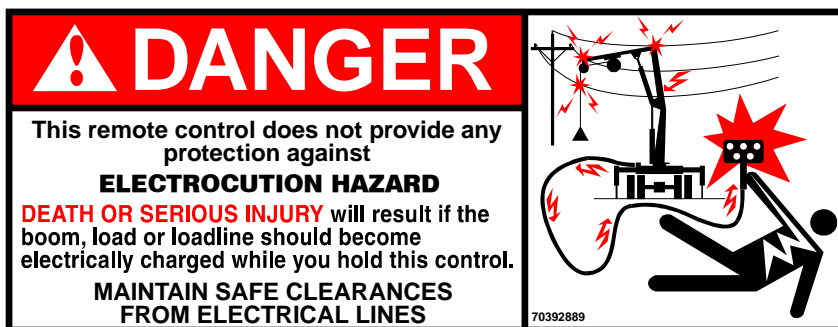 DANGER
This remote control does not provide any
protection against
ELECTROCUTION HAZARD
DEATH OR SERIOUS INJURY will result if the
boom, load or loadline should become
electrically charged while you hold this control.
MAINTAIN SAFE CLEARANCES
FROM ELECTRICAL LINES
70392889